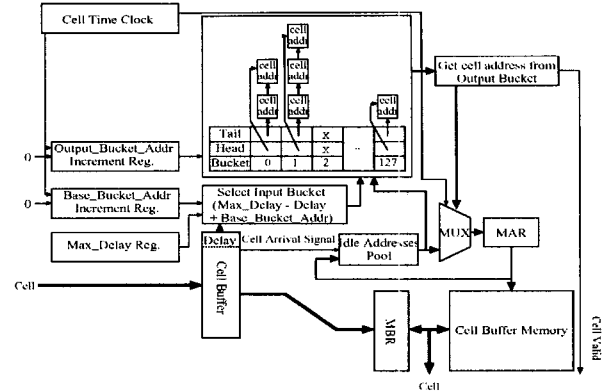 Cell Time Clock
cell
addr
cell
addr
cell
addr
cell
addr
cell
addr
cell
addr
Get cell address from
Output Bucket
0
Output_Bucket_Addr
Increment Reg.
Tail x
Head x ..
Bucket 0 1 2 127
0
Base_Bucket_Addr
Increment Reg.
Select Input Bucket
(Max_Delay - Delay
+ Base_Bucket_Addr)
Max_Delay Reg.
Delay
Cell Arrival Signal
Idle Addresses
Pool
MUX
MAR
Cell
Cell Buffer
MBR
Cell Buffer Memory
Cell Valid
Cell